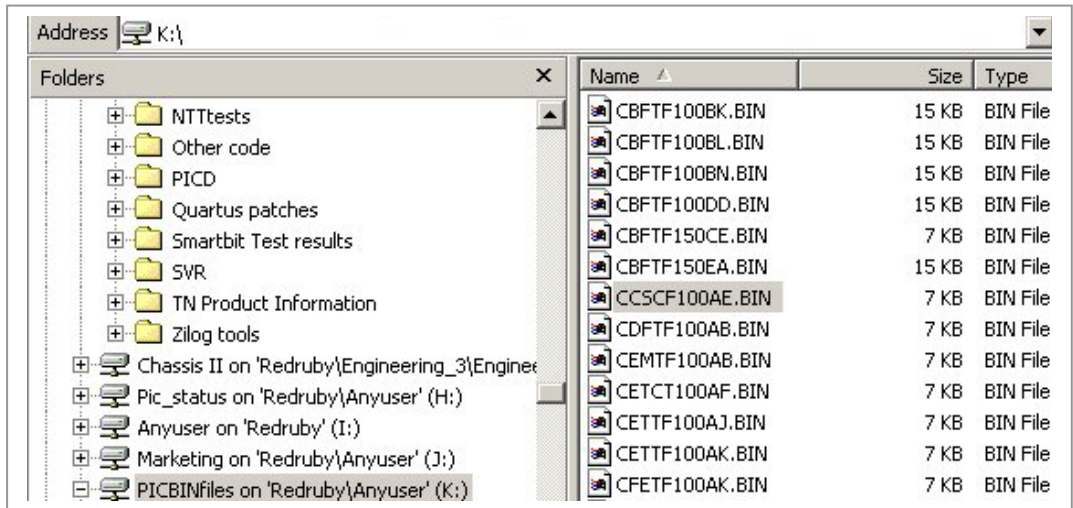 Address K:\
Folders
NTTtests
Other code
PICD
Quartus patches
Smartbit Test results
SVR
TN Product Information
Zilog tools
Chassis II on 'Redruby\Engineering_3\Enginee
Pic_status on 'Redruby\Anyuser' (H:)
Anyuser on 'Redruby' (I:)
Marketing on 'Redruby\Anyuser' (J:)
PICBINfiles on 'Redruby\Anyuser' (K:)
Name Size Type
CBFTF100BK.BIN 15 KB BIN File
CBFTF100BL.BIN 15 KB BIN File
CBFTF100BN.BIN 15 KB BIN File
CBFTF100DD.BIN 15 KB BIN File
CBFTF150CE.BIN 7 KB BIN File
CBFTF150EA.BIN 15 KB BIN File
CCSCF100AE.BIN 7 KB BIN File
CDFTF100AB.BIN 7 KB BIN File
CEMTF100AB.BIN 7 KB BIN File
CETCT100AF.BIN 7 KB BIN File
CETTF100AJ.BIN 7 KB BIN File
CETTF100AK.BIN 7 KB BIN File
CFETF100AK.BIN 7 KB BIN File